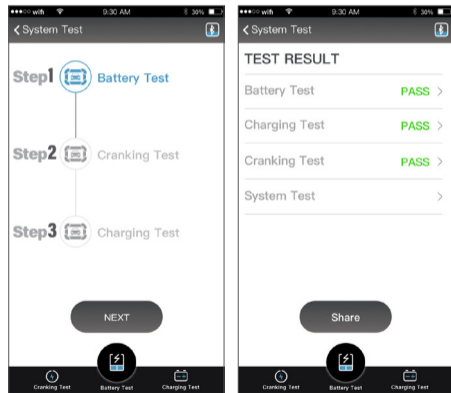 wifi 9:30 AM 30%
System Test
Step1 Battery Test
Step2 Cranking Test
Step3 Charging Test
NEXT
Cranking Test Battery Test Charging Test
wifi 9:30 AM 30%
System Test
TEST RESULT
Battery Test PASS
Charging Test PASS
Cranking Test PASS
System Test
Share
Cranking Test Battery Test Charging Test